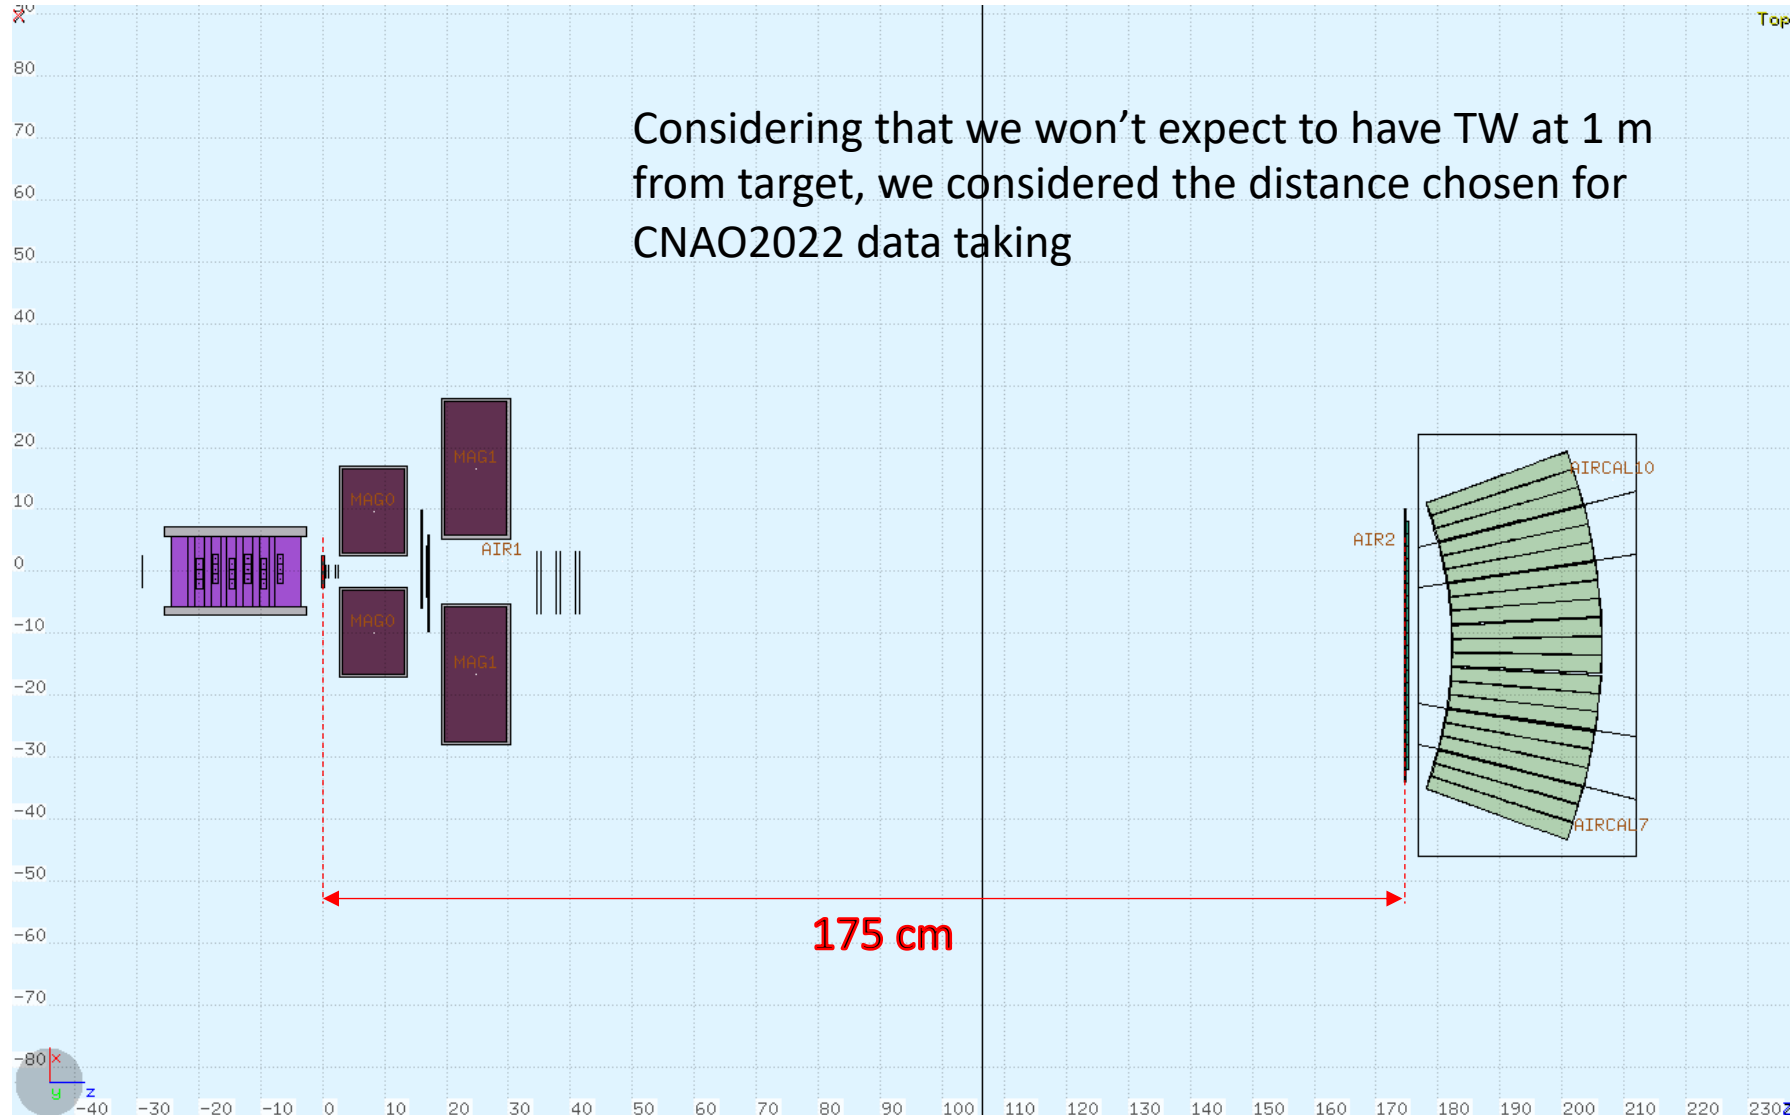 90
Top
80
Considering that we won’t expect to have TW at 1 m
70
from target, we considered the distance chosen for
60
CNAO2022 data taking
50
40
30
20
MAG1
AIRCAL10
10
MAG0
AIR1
AIR2
0
-10
MAG0
MAG1
-20
-30
-40
AIRCAL7
-50
175 cm
-60
-70
-80
x
y
z
-40 -30 -20 -10 0 10 20 30 40 50 60 70 80 90 100 110 120 130 140 150 160 170 180 190 200 210 220 230